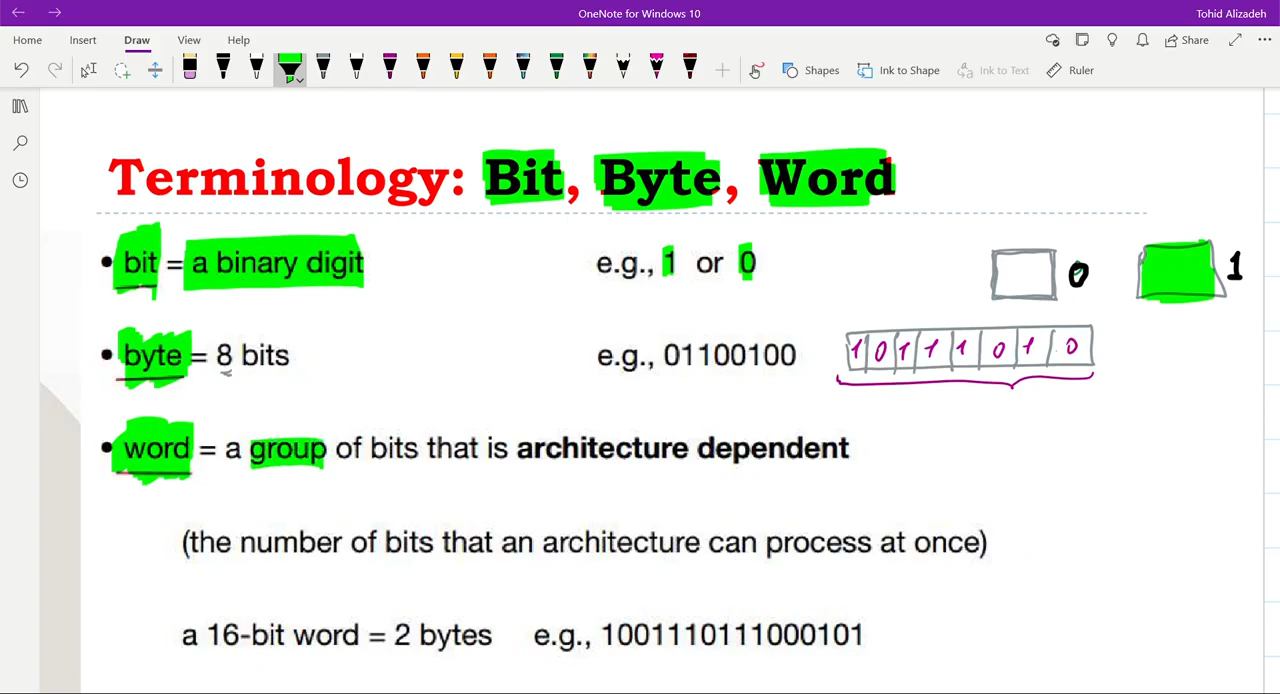 OneNote for Windows 10
Tohid Alizadeh
Home Insert Draw View Help
Share
Shapes Ink to Shape Ink to Text Ruler
Terminology: Bit, Byte, Word
• bit = a binary digit e.g., 1 or 0
0 1
• byte = 8 bits e.g., 01100100
1 0 1 1 1 0 1 0
• word = a group of bits that is architecture dependent
(the number of bits that an architecture can process at once)
a 16-bit word = 2 bytes e.g., 1001110111000101